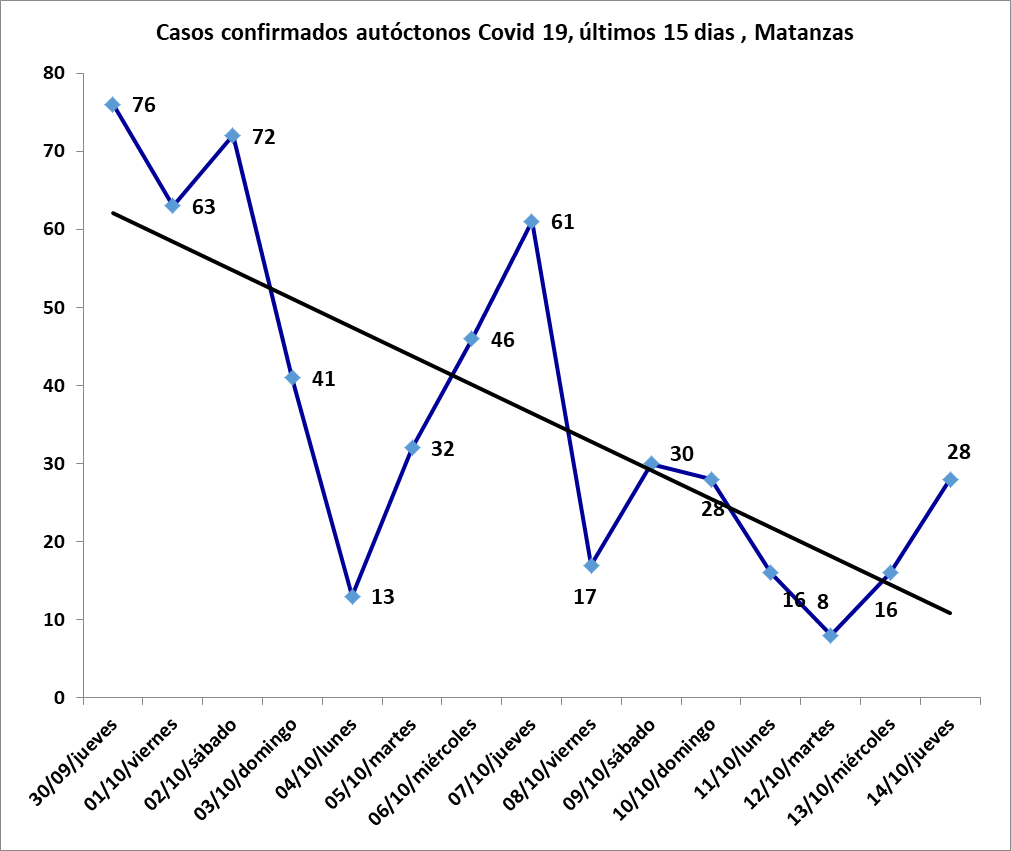 Casos confirmados autóctonos Covid 19, últimos 15 dias , Matanzas
80
70
60
50
40
30
20
10
0
76
63
72
41
13
32
46
61
17
30
28
16
8
16
28
30/09/jueves
01/10/viernes
02/10/sábado
03/10/domingo
04/10/lunes
05/10/martes
06/10/miércoles
07/10/jueves
08/10/viernes
09/10/sábado
10/10/domingo
11/10/lunes
12/10/martes
13/10/miércoles
14/10/jueves